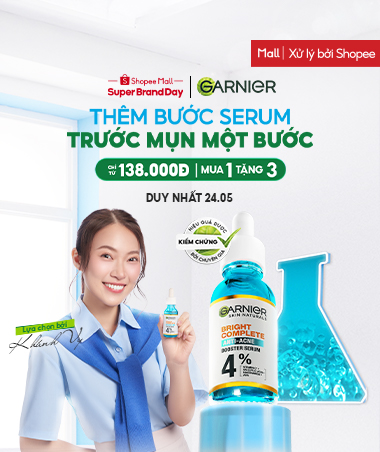 Mall | Xử lý bởi Shopee
Shopee Mall
Super Brand Day
GARNIER
THÊM BƯỚC SERUM
TRƯỚC MỤN MỘT BƯỚC
CHỈ TỪ 138.000Đ | MUA 1 TẶNG 3
DUY NHẤT 24.05
HIỆU QUẢ ĐƯỢC
KIỂM CHỨNG
BỞI CHUYÊN GIA
Lựa chọn bởi
Khánh Vy
GARNIER
SKIN NATURALS
BRIGHT
COMPLETE
ANTI-ACNE
BOOSTER SERUM
4%